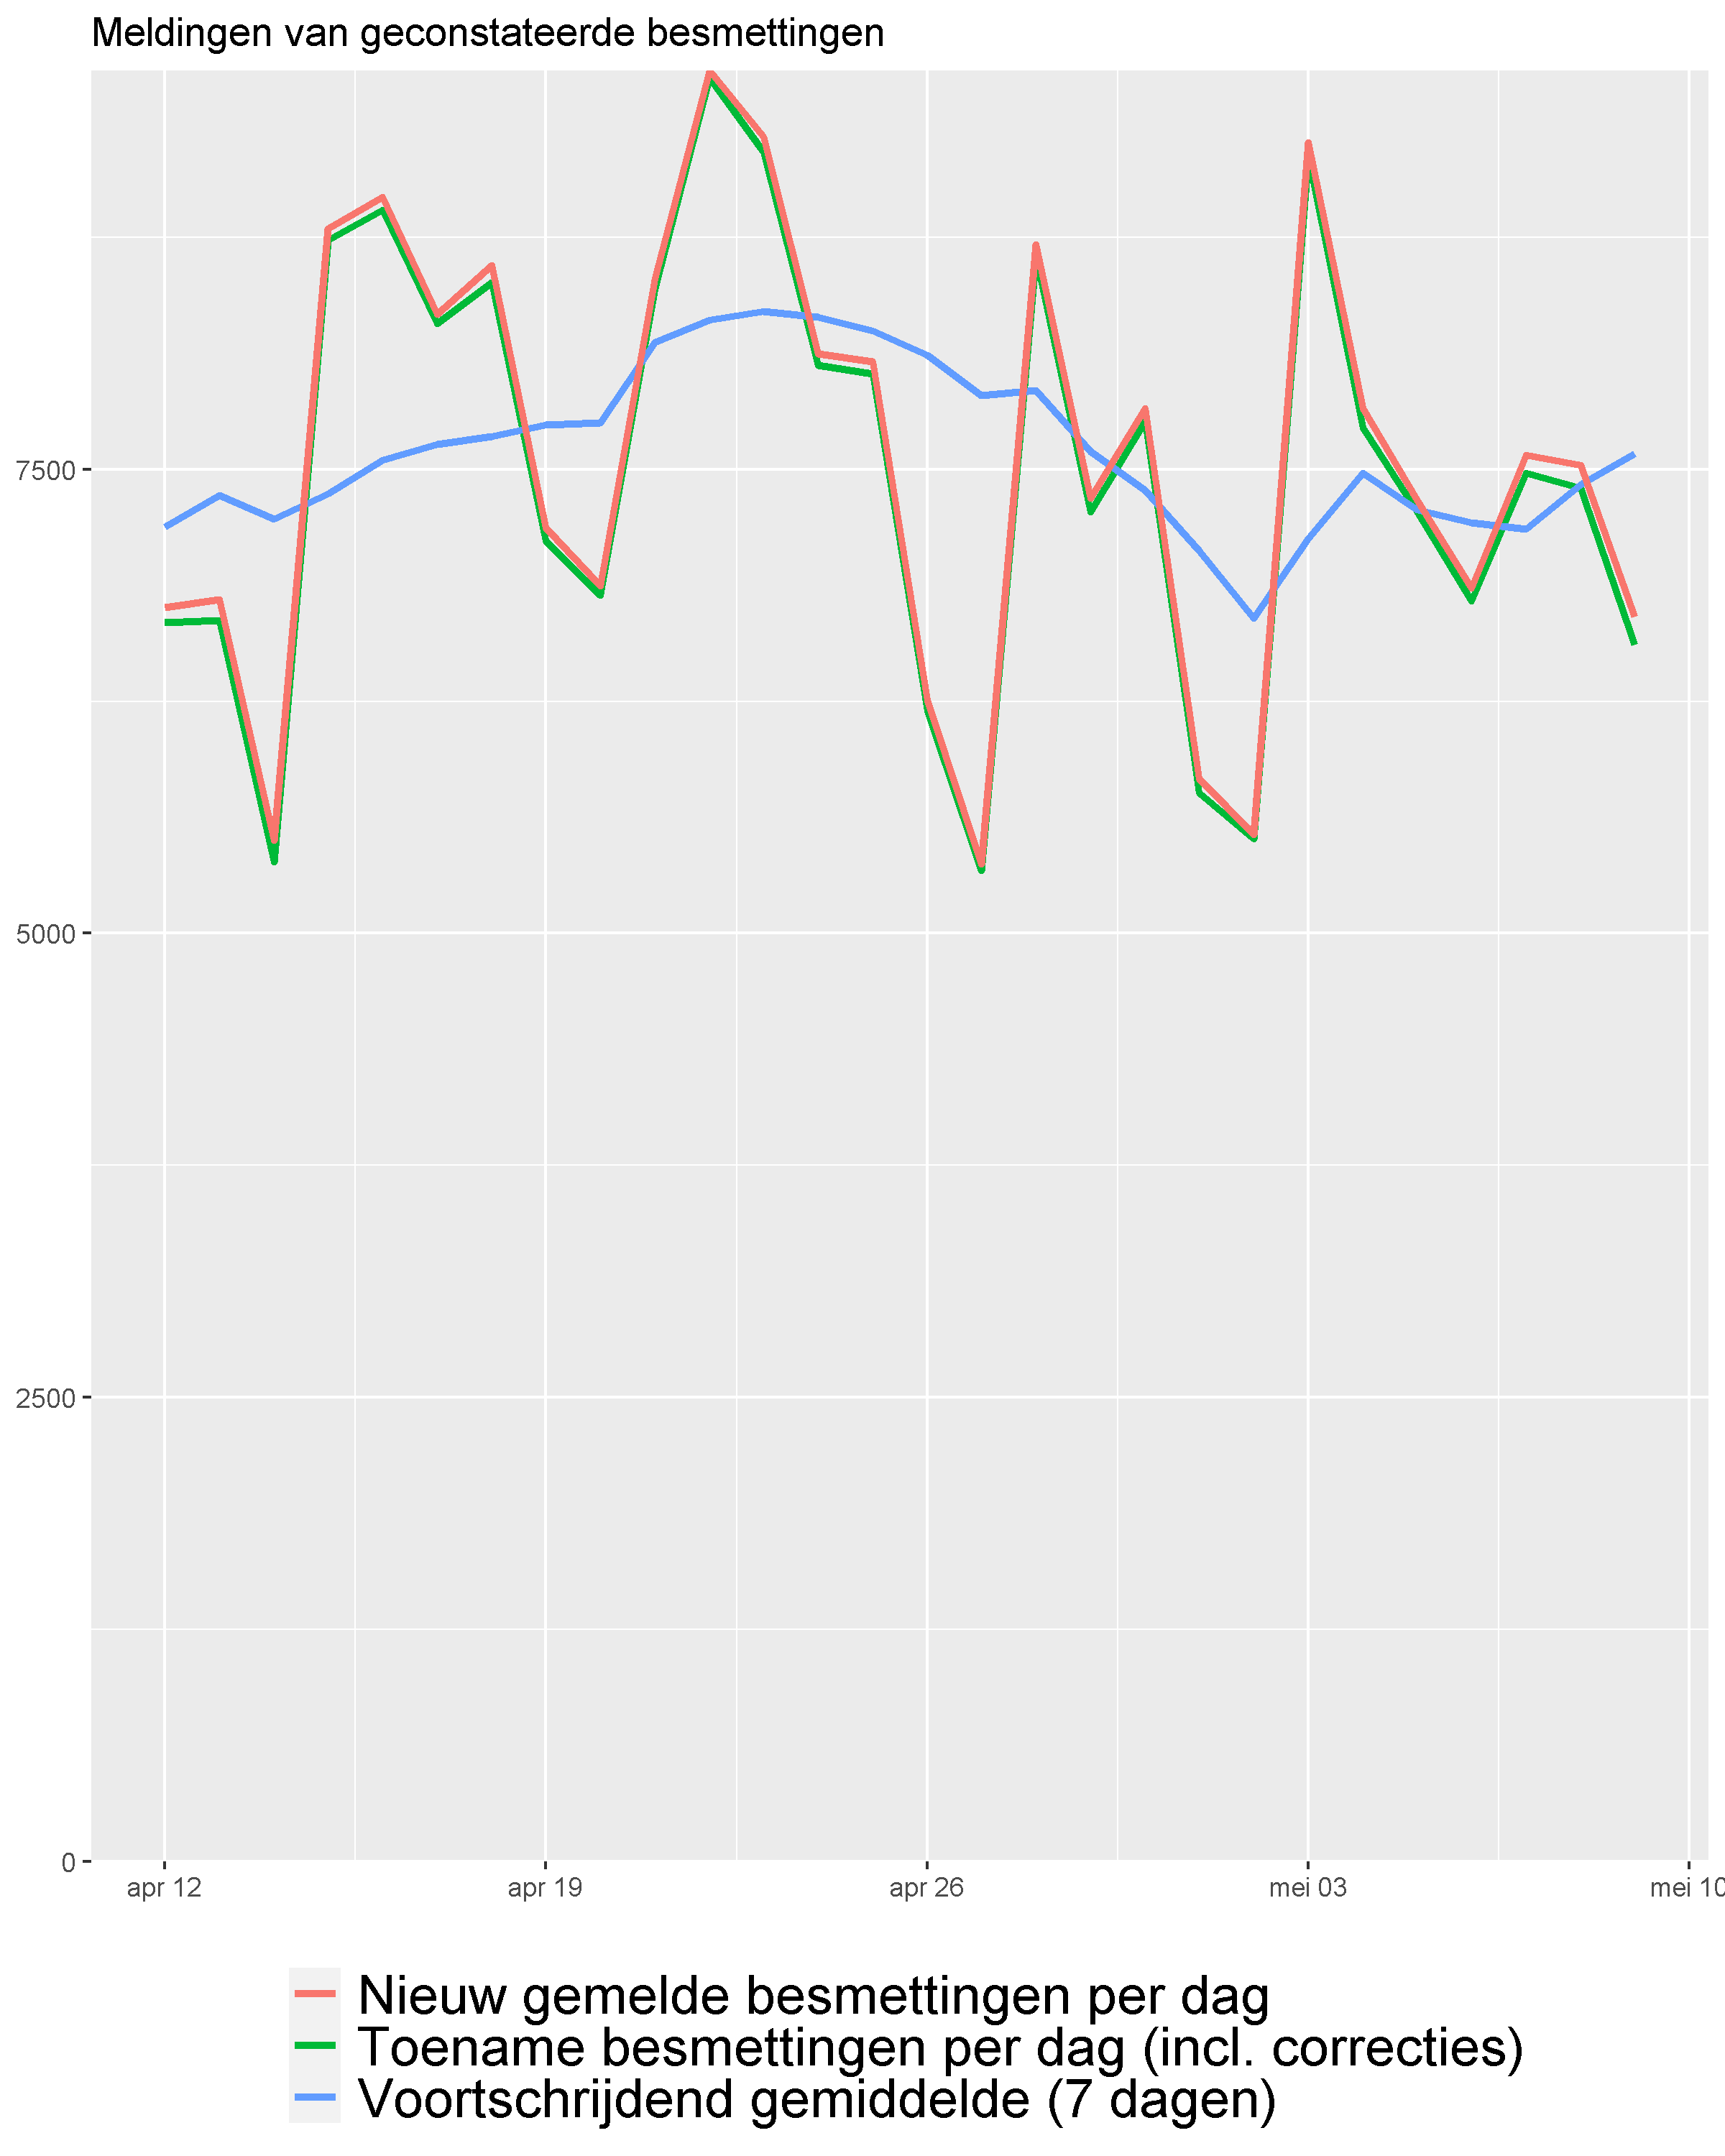 Meldingen van geconstateerde besmettingen
7500
5000
2500
0
apr 12
apr 19
apr 26
mei 03
mei 10
Nieuw gemelde besmettingen per dag
Toename besmettingen per dag (incl. correcties)
Voortschrijdend gemiddelde (7 dagen)